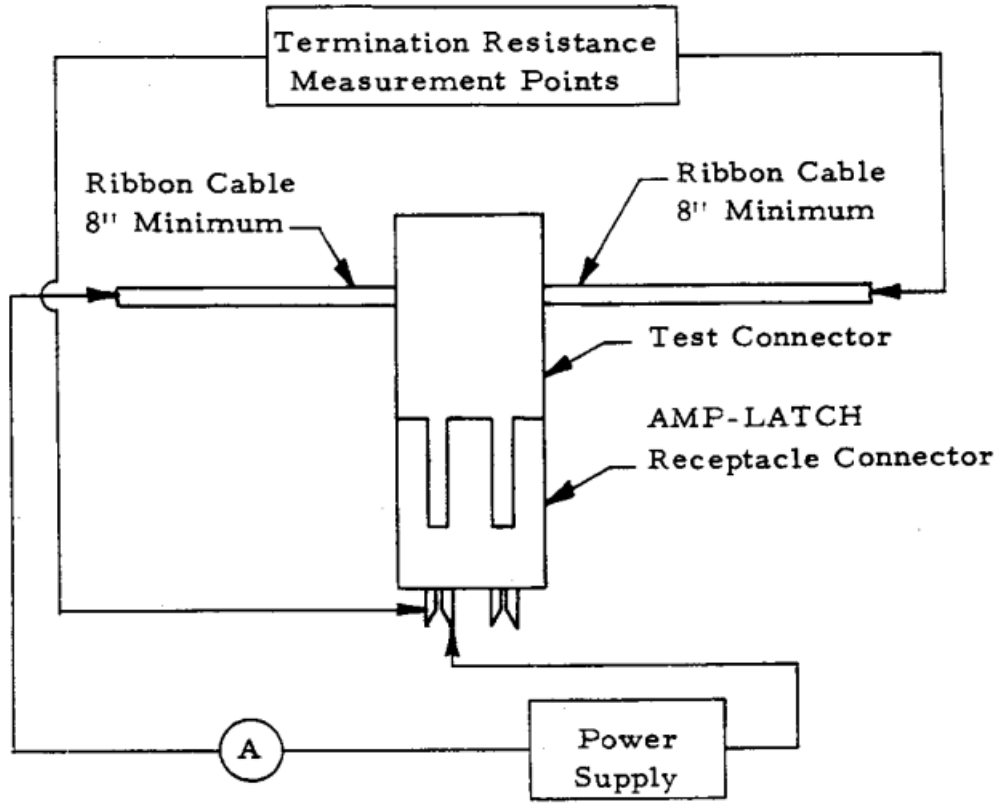 Termination Resistance
Measurement Points
Ribbon Cable
8" Minimum
Ribbon Cable
8" Minimum
Test Connector
AMP-LATCH
Receptacle Connector
A
Power
Supply